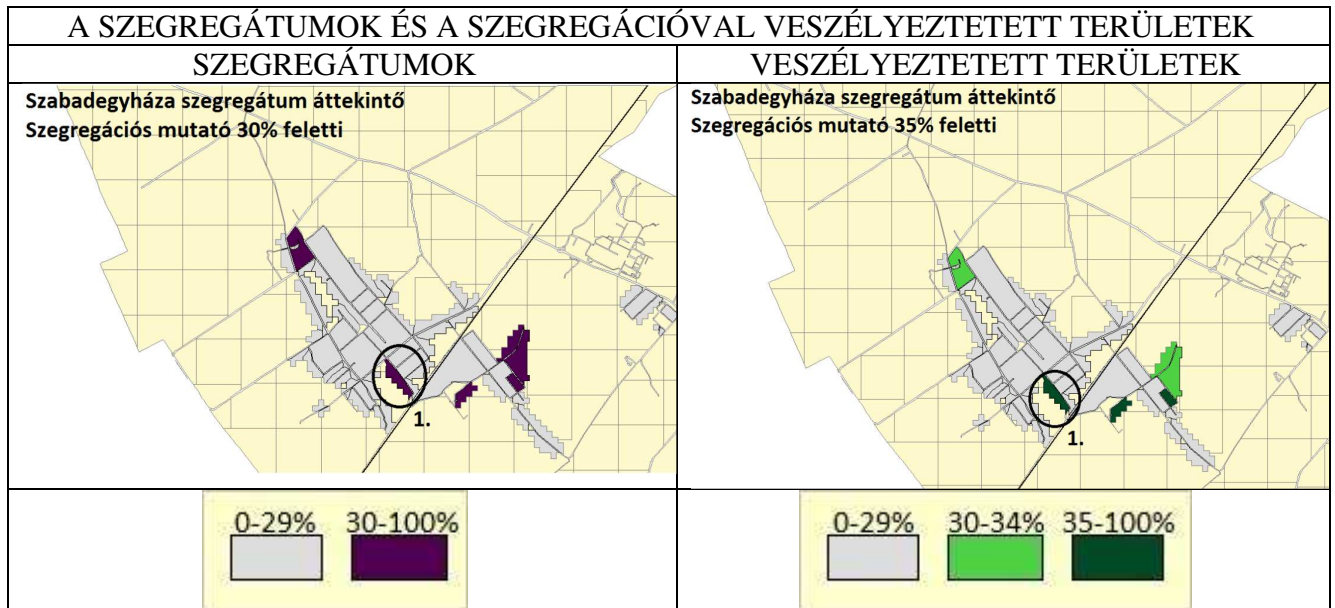 A SZEGREGÁTUMOK ÉS A SZEGREGÁCIÓVAL VESZÉLYEZTETETT TERÜLETEK
SZEGREGÁTUMOK
VESZÉLYEZTETETT TERÜLETEK
Szabadegyháza szegregátum áttekintő
Szegregációs mutató 30% feletti
1.
Szabadegyháza szegregátum áttekintő
Szegregációs mutató 35% feletti
1.
0-29% 30-100%
0-29% 30-34% 35-100%